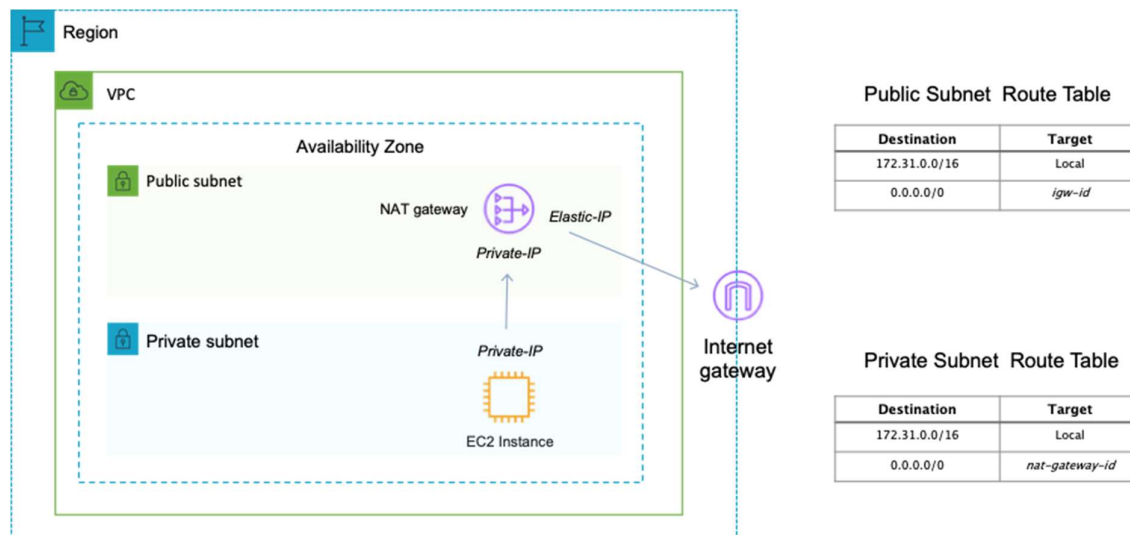 Region
VPC
Availability Zone
Public subnet
NAT gateway
Elastic-IP
Private-IP
Private subnet
Private-IP
EC2 Instance
Internet
gateway
Public Subnet Route Table
Destination Target
172.31.0.0/16 Local
0.0.0.0/0 igw-id
Private Subnet Route Table
Destination Target
172.31.0.0/16 Local
0.0.0.0/0 nat-gateway-id